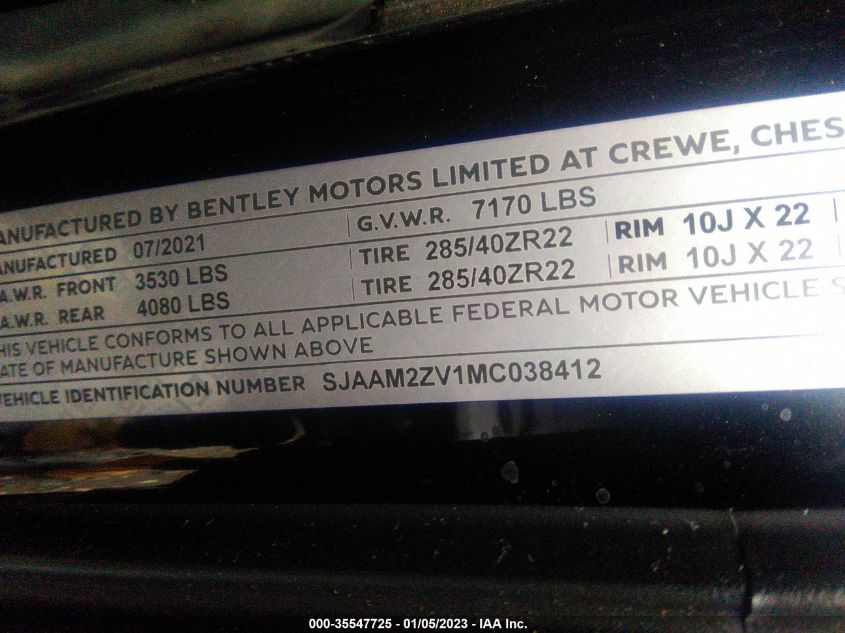 ANUFACTURED BY BENTLEY MOTORS LIMITED AT CREWE, CHES
ANUFACTURED 07/2021 G.V.W.R. 7170 LBS
A.W.R. FRONT 3530 LBS TIRE 285/40ZR22 RIM 10J X 22
A.W.R. REAR 4080 LBS TIRE 285/40ZR22 RIM 10J X 22
HIS VEHICLE CONFORMS TO ALL APPLICABLE FEDERAL MOTOR VEHICLE S
ATE OF MANUFACTURE SHOWN ABOVE
VEHICLE IDENTIFICATION NUMBER SJAAM2ZV1MC038412
000-35547725 - 01/05/2023 - IAA Inc.